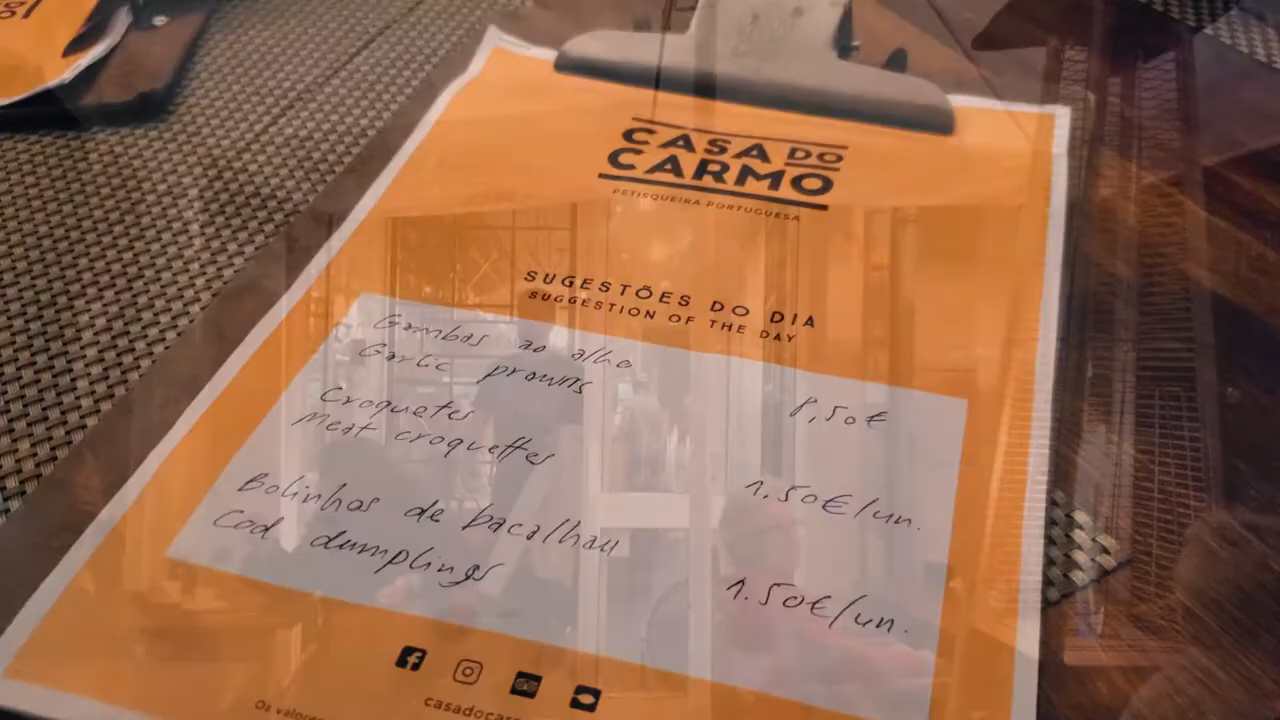 CASA DO
CARMO
PETISQUEIRA PORTUGUESA
SUGESTÕES DO DIA
SUGGESTION OF THE DAY
Gambas ao alho
Garlic prawns
8,50€
Croquetes
Meat croquettes
1,50€/un.
Bolinhos de bacalhau
Cod dumplings
1.50€/un.
Os